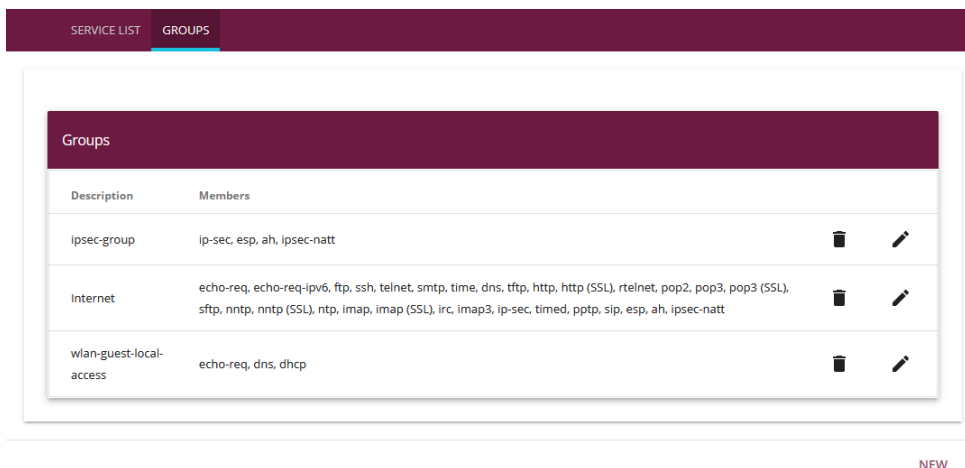 SERVICE LIST GROUPS
Groups
Description Members
ipsec-group ip-sec, esp, ah, ipsec-natt
Internet echo-req, echo-req-ipv6, ftp, ssh, telnet, smtp, time, dns, tftp, http, http (SSL), rtelnet, pop2, pop3, pop3 (SSL),
sftp, nntp, nntp (SSL), ntp, imap, imap (SSL), irc, imap3, ip-sec, timed, pptp, sip, esp, ah, ipsec-natt
wlan-guest-local-
access echo-req, dns, dhcp
NEW